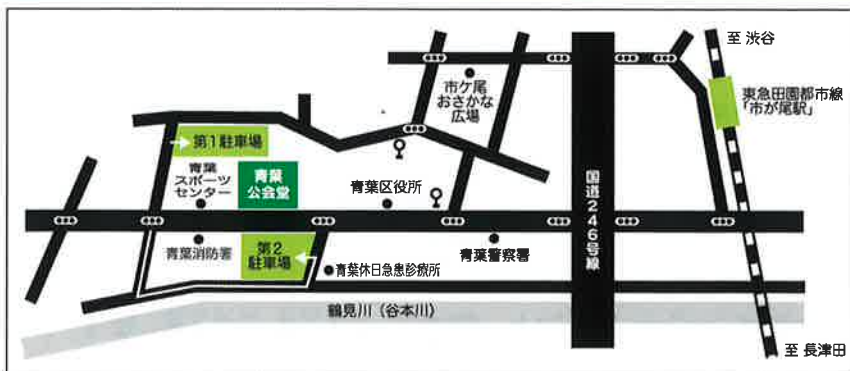 至 渋谷
東急田園都市線
「市が尾駅」
市ケ尾
おさかな
広場
第1駐車場
青葉
スポーツ
センター
青葉
公会堂
青葉区役所
国道246号線
青葉消防署
第2
駐車場
青葉休日急患診療所
青葉警察署
鶴見川(谷本川)
至 長津田